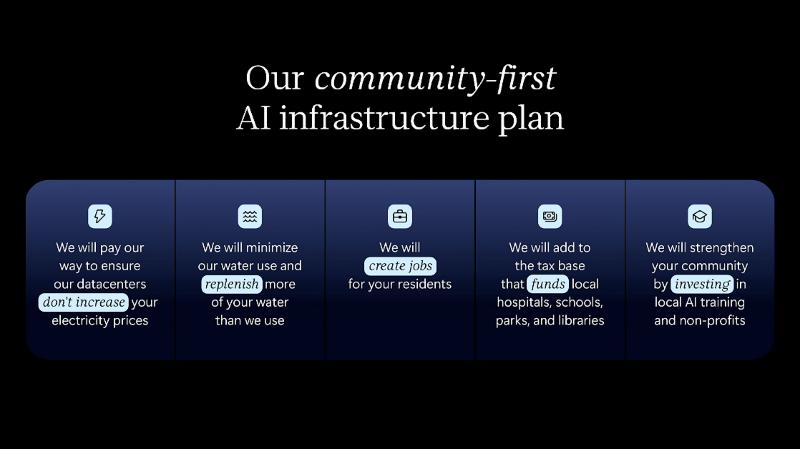 Our community-first
AI infrastructure plan
We will pay our
way to ensure
our datacenters
don't increase your
electricity prices
We will minimize
our water use and
replenish more
of your water
than we use
We will
create jobs
for your residents
We will add to
the tax base
that funds local
hospitals, schools,
parks, and libraries
We will strengthen
your community
by investing in
local AI training
and non-profits